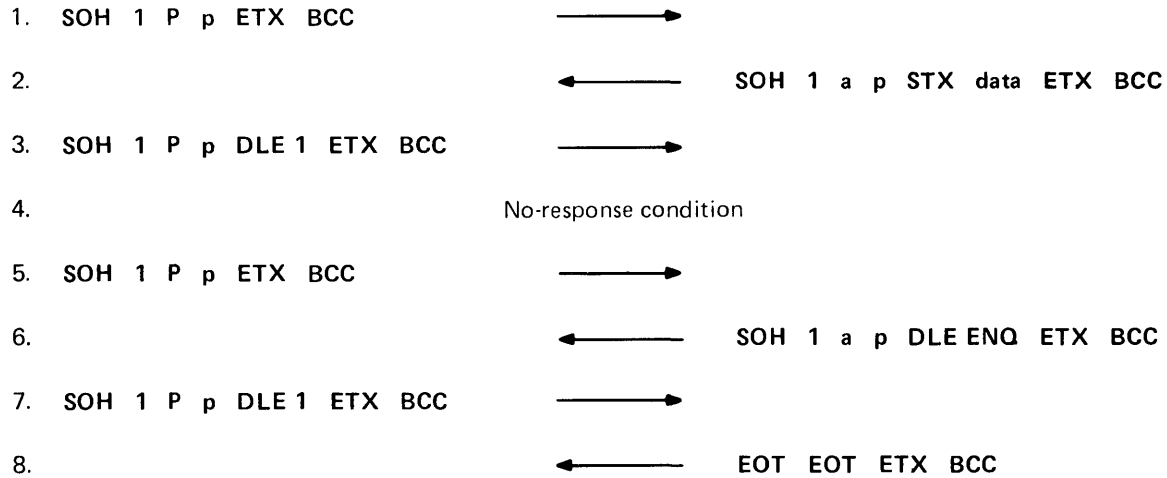 1. SOH 1 P p ETX BCC
2. SOH 1 a p STX data ETX BCC
3. SOH 1 P p DLE 1 ETX BCC
4. No-response condition
5. SOH 1 P p ETX BCC
6. SOH 1 a p DLE ENQ ETX BCC
7. SOH 1 P p DLE 1 ETX BCC
8. EOT EOT ETX BCC